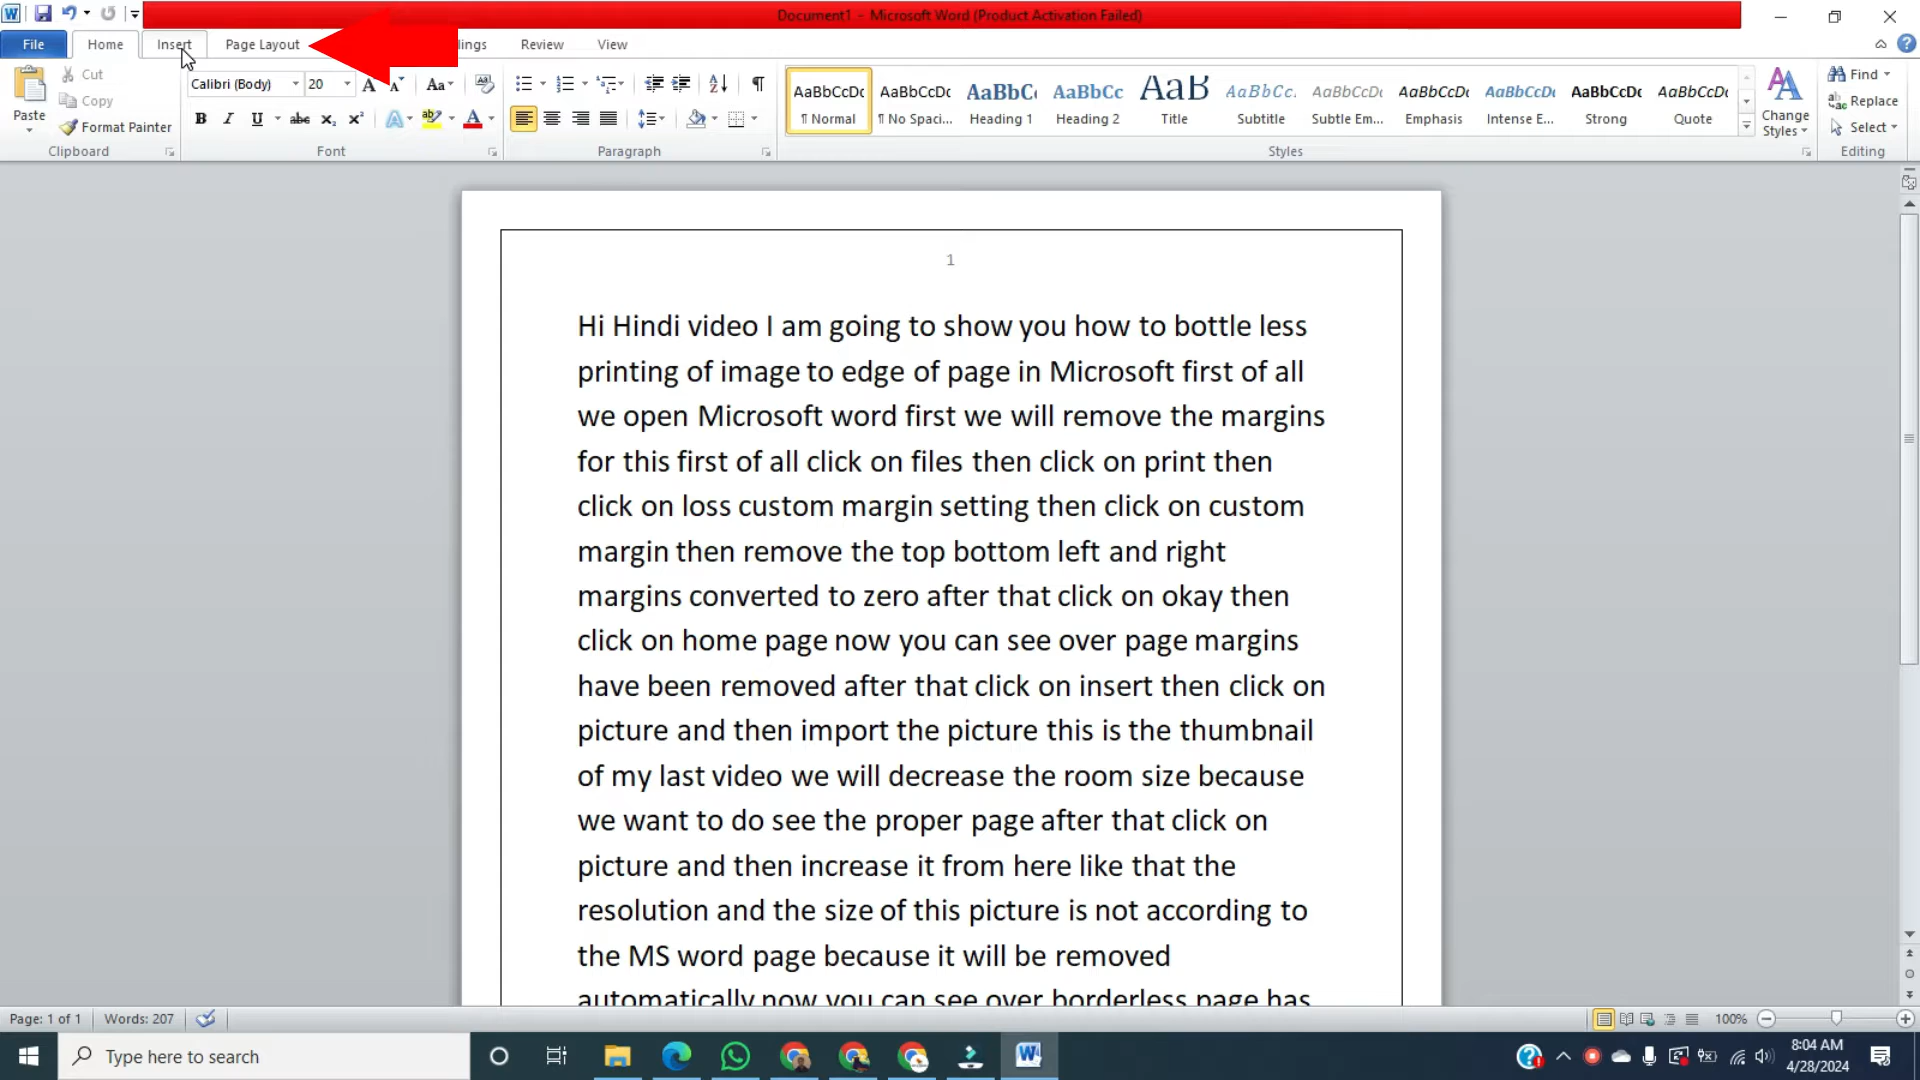 Document1 - Microsoft Word (Product Activation Failed)
File Home Insert Page Layout lings Review View
Cut
Copy
Paste
Format Painter
Clipboard
Calibri (Body) 20
Font
Paragraph
AaBbCcDc AaBbCcDc AaBbC AaBbCc AaB AaBbCc. AaBbCcDc AaBbCcDc AaBbCcDc AaBbCcDc AaBbCcDc
¶ Normal ¶ No Spaci... Heading 1 Heading 2 Title Subtitle Subtle Em... Emphasis Intense E... Strong Quote
Styles
Change Styles
Find
Replace
Select
Editing
1
Hi Hindi video I am going to show you how to bottle less
printing of image to edge of page in Microsoft first of all
we open Microsoft word first we will remove the margins
for this first of all click on files then click on print then
click on loss custom margin setting then click on custom
margin then remove the top bottom left and right
margins converted to zero after that click on okay then
click on home page now you can see over page margins
have been removed after that click on insert then click on
picture and then import the picture this is the thumbnail
of my last video we will decrease the room size because
we want to do see the proper page after that click on
picture and then increase it from here like that the
resolution and the size of this picture is not according to
the MS word page because it will be removed
automatically now you can see over borderless page has
Page: 1 of 1 Words: 207 100%
Type here to search
8:04 AM
4/28/2024